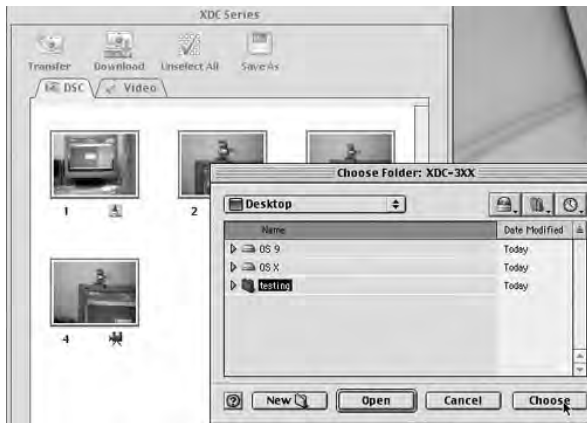 XDC Series
Transfer Download Unselect All Save As
DSC Video
1 2
4
Choose Folder: XDC-3XX
Desktop
Name Date Modified
OS 9 Today
OS X Today
testing Today
? New Open Cancel Choose